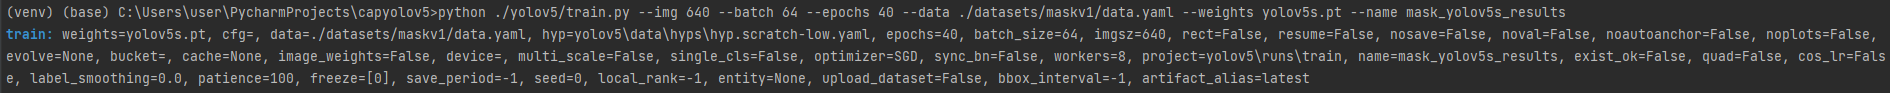 (venv) (base) C:\Users\user\PycharmProjects\capyolov5>python ./yolov5/train.py --img 640 --batch 64 --epochs 40 --data ./datasets/maskv1/data.yaml --weights yolov5s.pt --name mask_yolov5s_results
train: weights=yolov5s.pt, cfg=, data=./datasets/maskv1/data.yaml, hyp=yolov5\data\hyps\hyp.scratch-low.yaml, epochs=40, batch_size=64, imgsz=640, rect=False, resume=False, nosave=False, noval=False, noautoanchor=False, noplots=False,
evolve=None, bucket=, cache=None, image_weights=False, device=, multi_scale=False, single_cls=False, optimizer=SGD, sync_bn=False, workers=8, project=yolov5\runs\train, name=mask_yolov5s_results, exist_ok=False, quad=False, cos_lr=Fals
e, label_smoothing=0.0, patience=100, freeze=[0], save_period=-1, seed=0, local_rank=-1, entity=None, upload_dataset=False, bbox_interval=-1, artifact_alias=latest